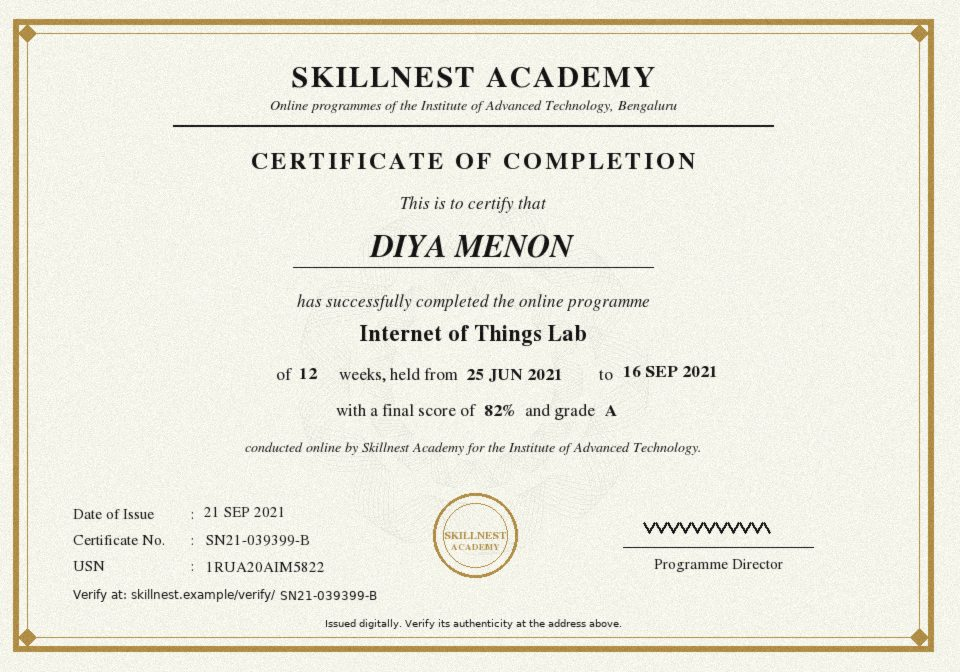 SKILLNEST ACADEMY
Online programmes of the Institute of Advanced Technology, Bengaluru
CERTIFICATE OF COMPLETION
This is to certify that
DIYA MENON
has successfully completed the online programme
Internet of Things Lab
of 12 weeks, held from 25 JUN 2021 to 16 SEP 2021
with a final score of 82% and grade A
conducted online by Skillnest Academy for the Institute of Advanced Technology.
Date of Issue : 21 SEP 2021
Certificate No. : SN21-039399-B
USN : 1RUA20AIM5822
Verify at: skillnest.example/verify/ SN21-039399-B
SKILLNEST
ACADEMY
Programme Director
Issued digitally. Verify its authenticity at the address above.